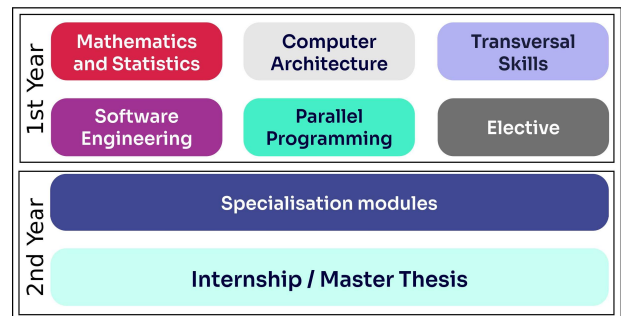 1st Year
Mathematics
and Statistics
Computer
Architecture
Transversal
Skills
Software
Engineering
Parallel
Programming
Elective
2nd Year
Specialisation modules
Internship / Master Thesis